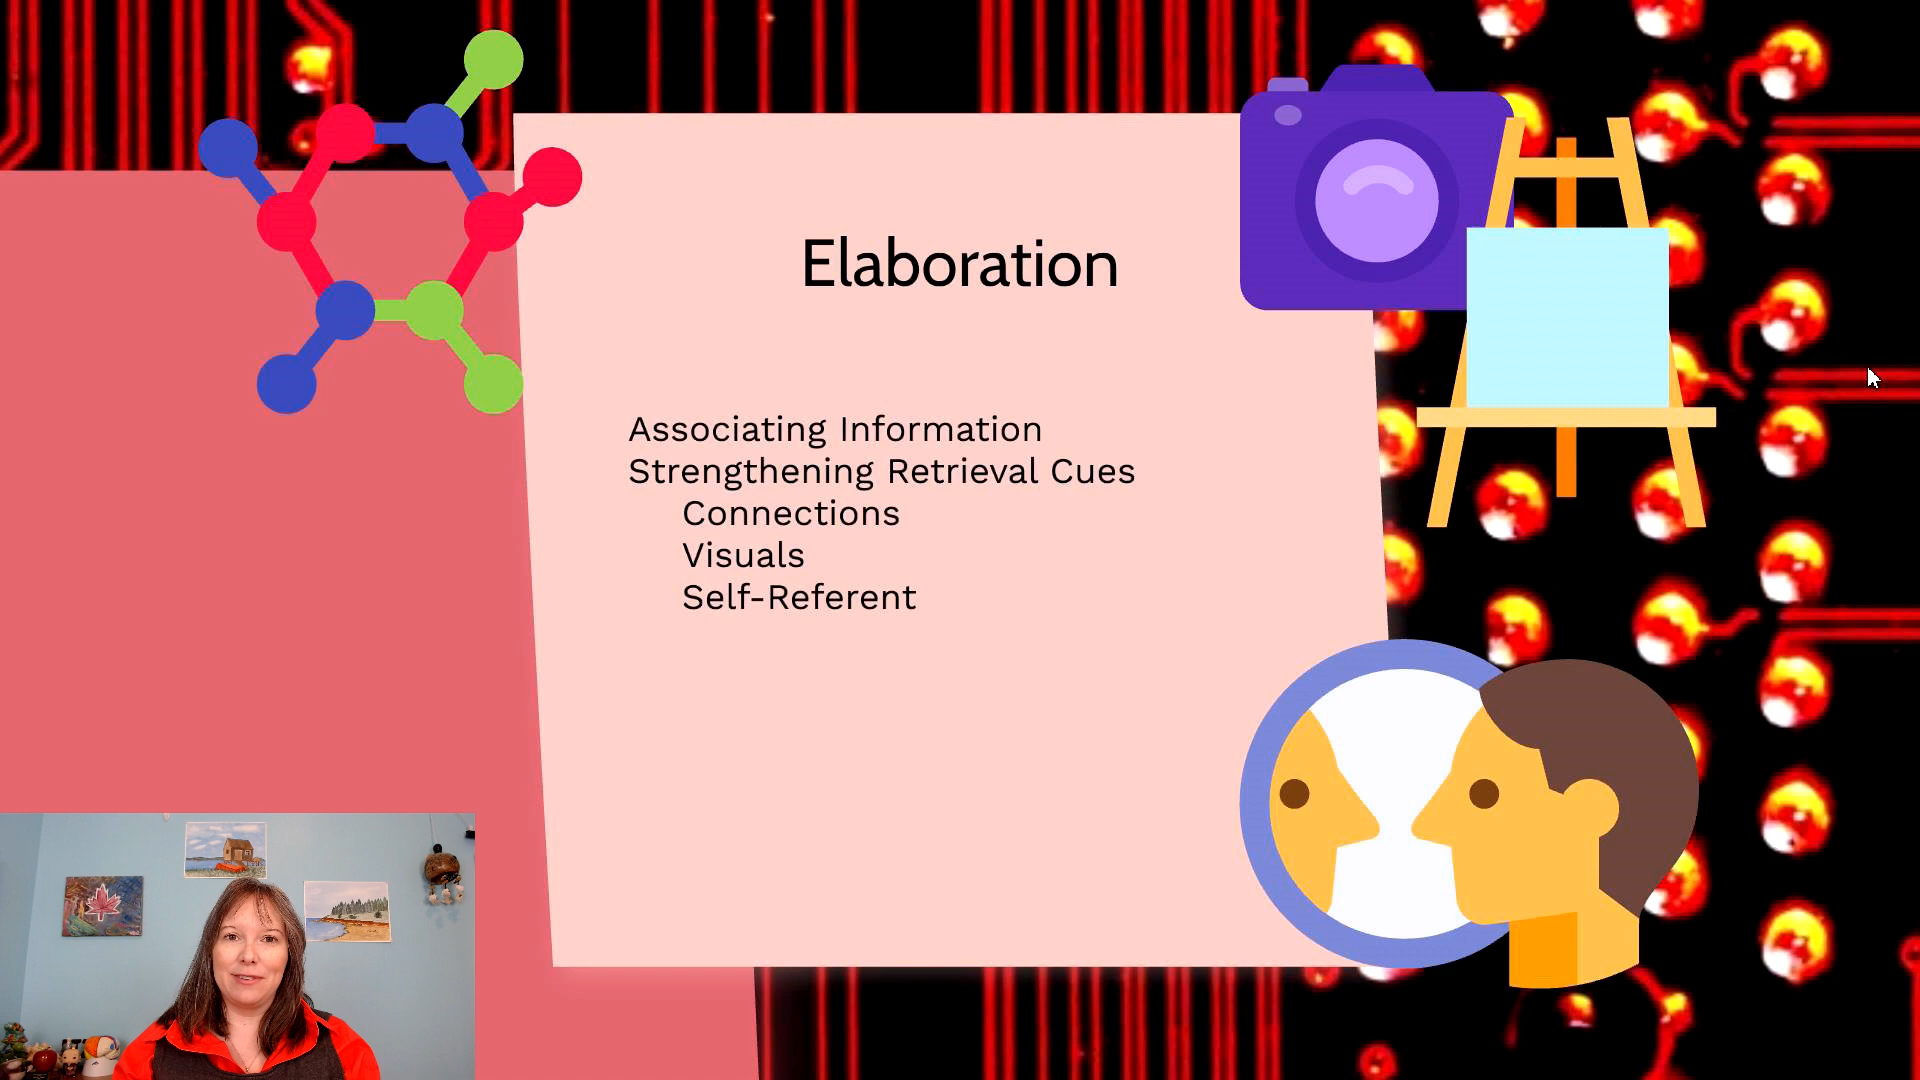 Elaboration
Associating Information
Strengthening Retrieval Cues
Connections
Visuals
Self-Referent